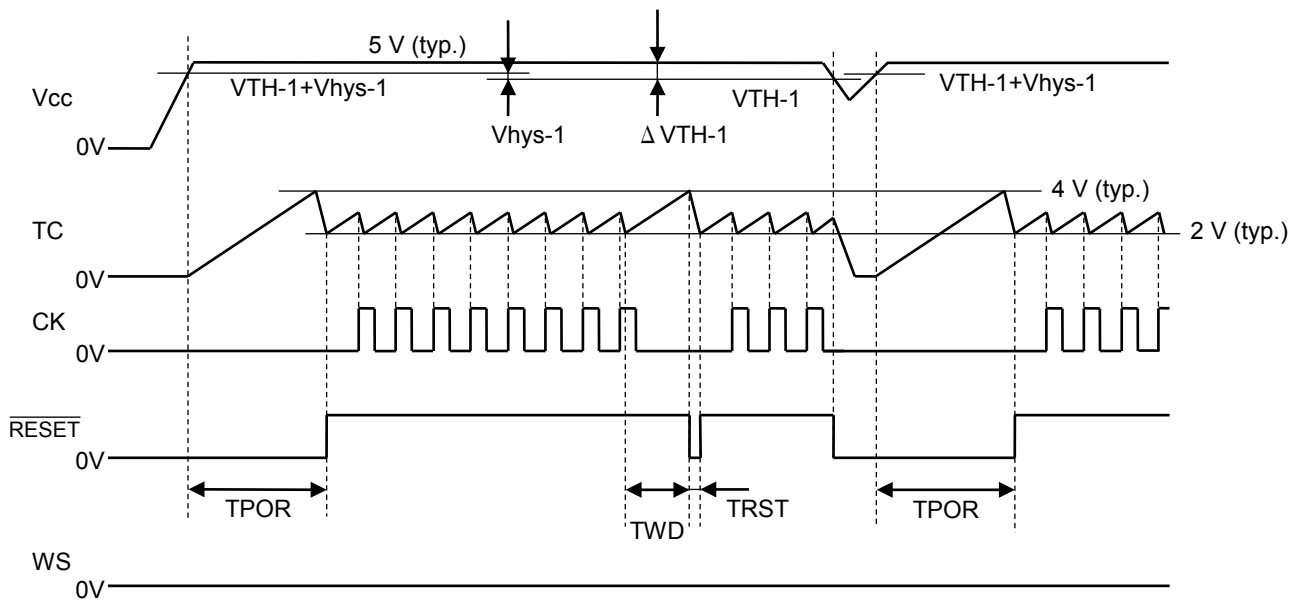 5 V (typ.)
VTH-1+Vhys-1
VTH-1
VTH-1+Vhys-1
Vcc
Vhys-1
Δ VTH-1
0V
4 V (typ.)
TC
2 V (typ.)
0V
CK
0V
RESET
0V
TPOR
TWD
TRST
TPOR
WS
0V